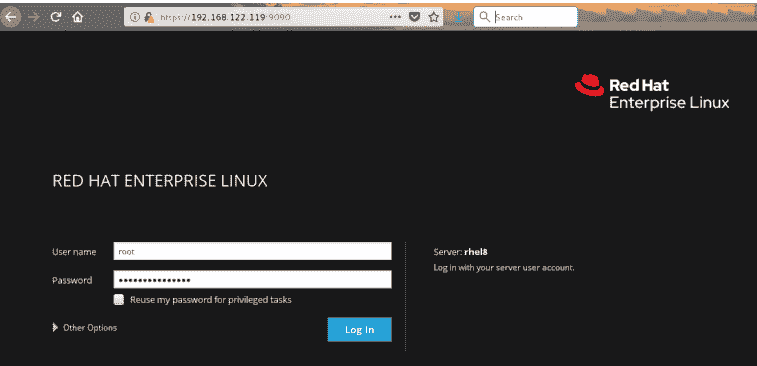 https://192.168.122.119:9090
Search
Red Hat
Enterprise Linux
RED HAT ENTERPRISE LINUX
User name root
Password •••••••••••••••
Reuse my password for privileged tasks
Other Options
Log In
Server: rhel8
Log in with your server user account.